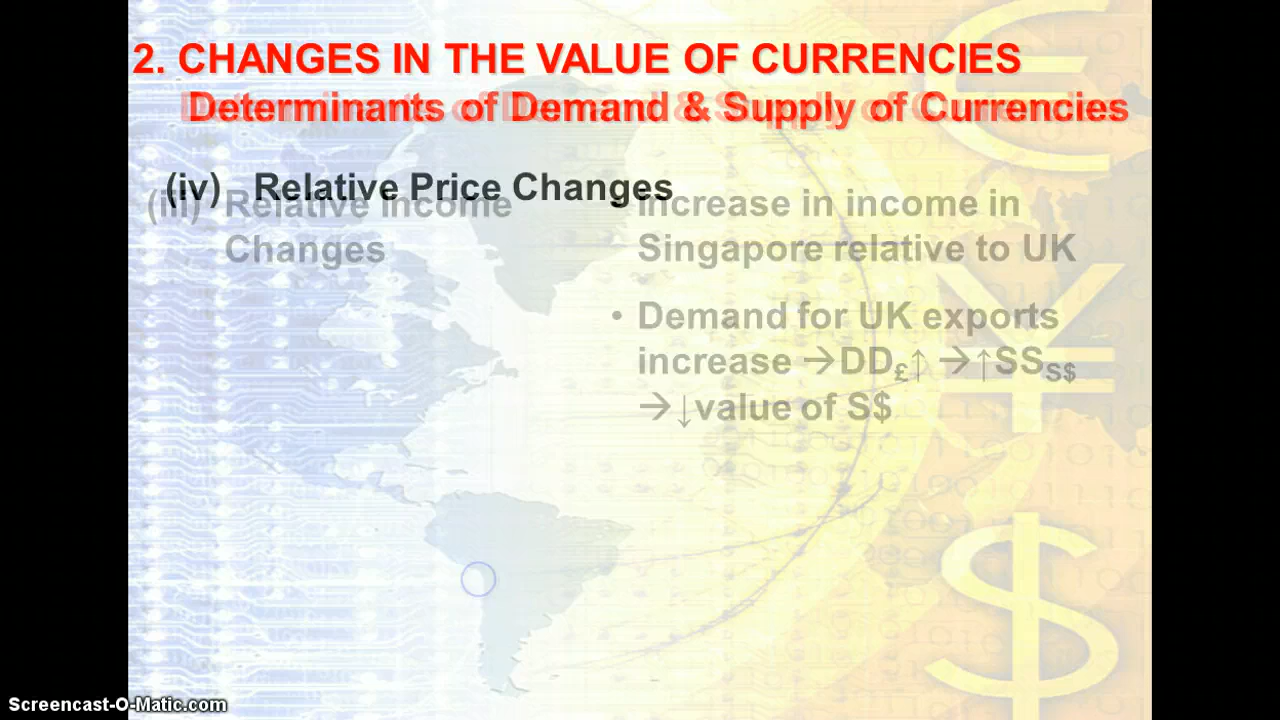 2. CHANGES IN THE VALUE OF CURRENCIES
Determinants of Demand & Supply of Currencies
(iv) Relative Price Changes
(iii) Relative Income
Changes
Increase in income in
Singapore relative to UK
• Demand for UK exports
increase →DD£↑ →↑SSS$
→↓value of S$
Screencast-O-Matic.com